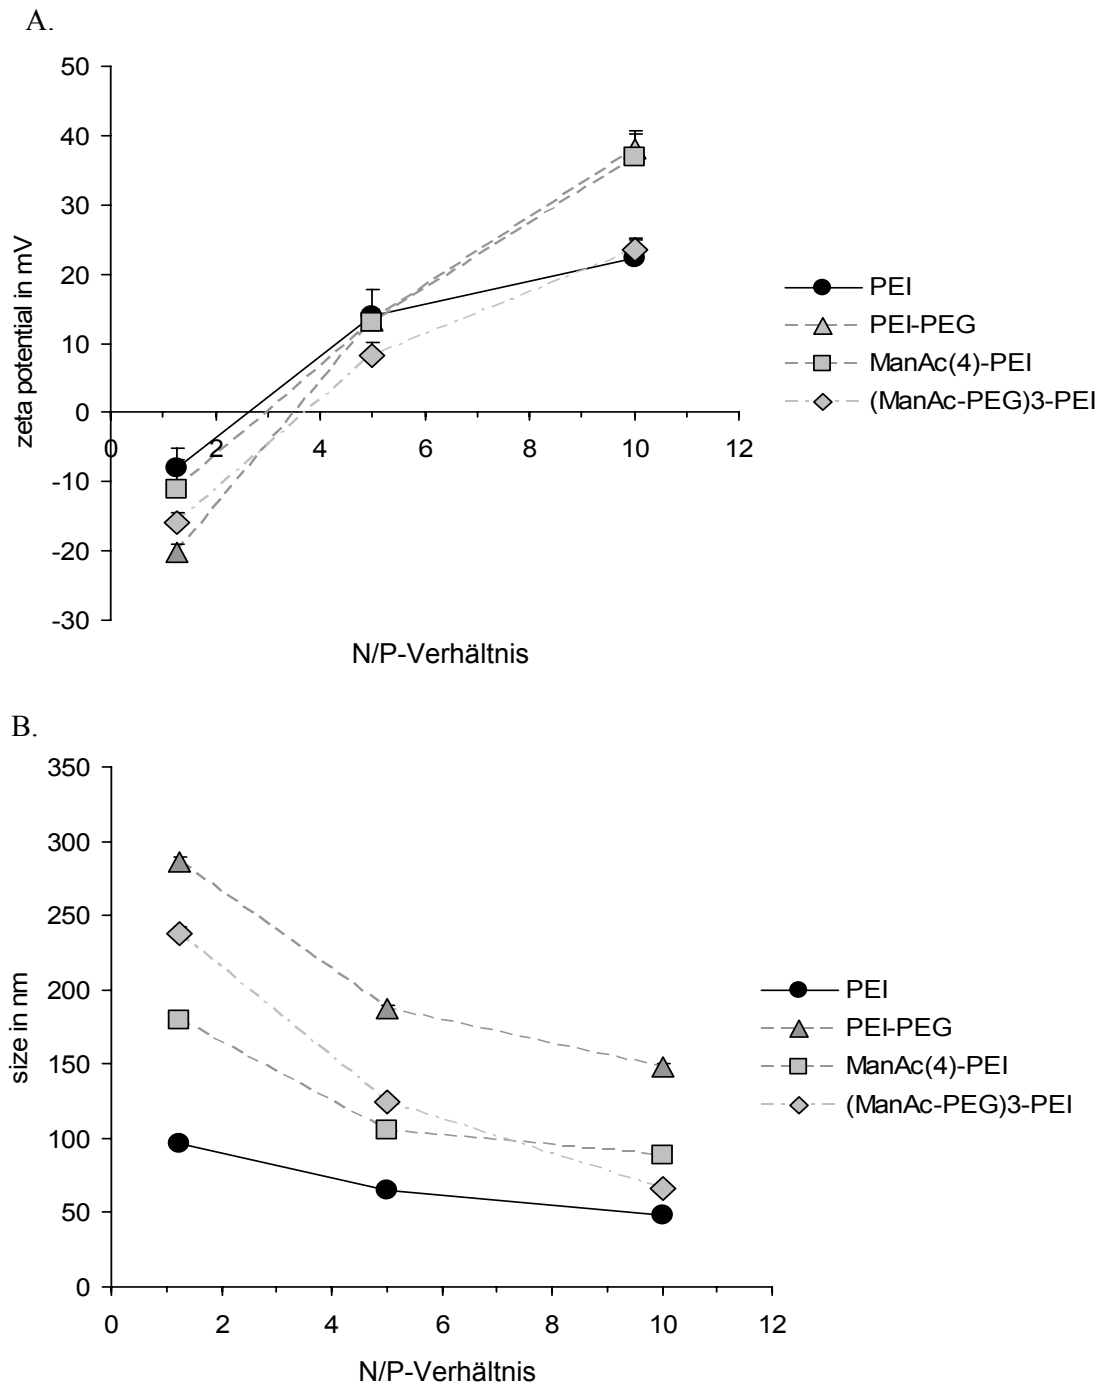 A.
50
40
30
20
10
0
-10
-20
-30
0 2 4 6 8 10 12
zeta potential in mV
N/P-Verhältnis
PEI
PEI-PEG
ManAc(4)-PEI
(ManAc-PEG)3-PEI
B.
350
300
250
200
150
100
50
0
0 2 4 6 8 10 12
size in nm
N/P-Verhältnis
PEI
PEI-PEG
ManAc(4)-PEI
(ManAc-PEG)3-PEI